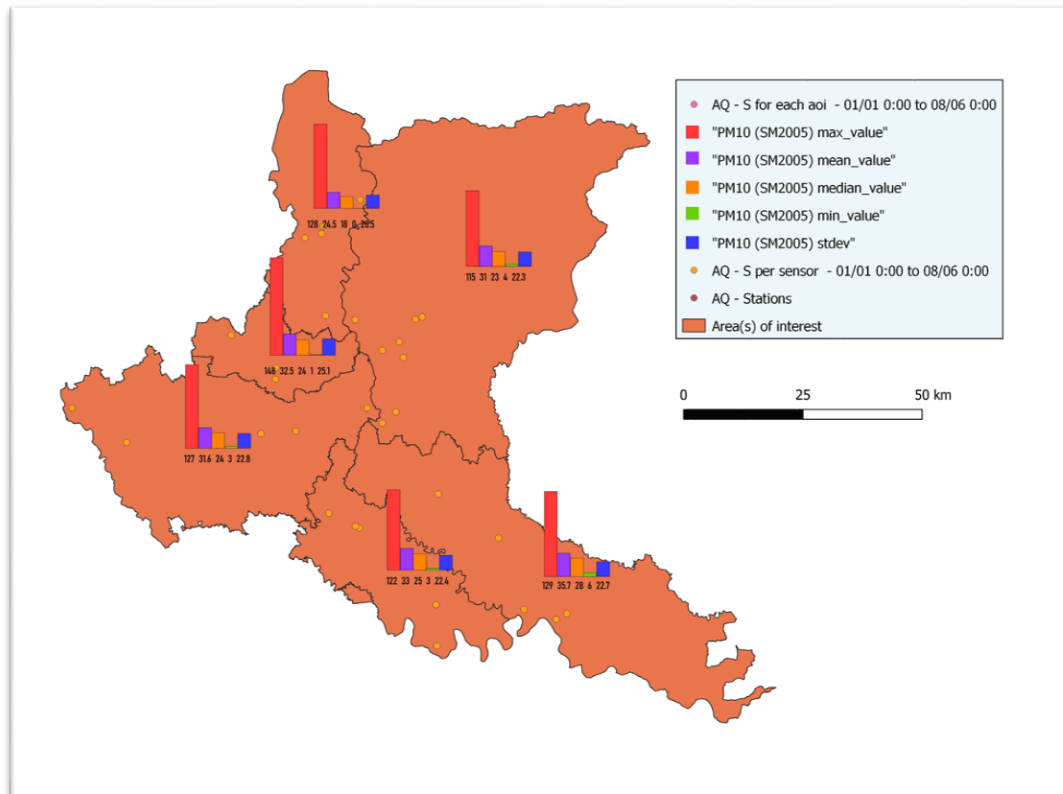 AQ - S for each aoi - 01/01 0:00 to 08/06 0:00
"PM10 (SM2005) max_value"
"PM10 (SM2005) mean_value"
"PM10 (SM2005) median_value"
"PM10 (SM2005) min_value"
"PM10 (SM2005) stdev"
AQ - S per sensor - 01/01 0:00 to 08/06 0:00
AQ - Stations
Area(s) of interest
0 25 50 km
128 24.5 18 0 26.5
115 31 23 4 22.3
148 32.5 24 1 25.1
127 31.6 24 3 22.8
122 33 25 3 22.4
129 35.7 28 6 22.7